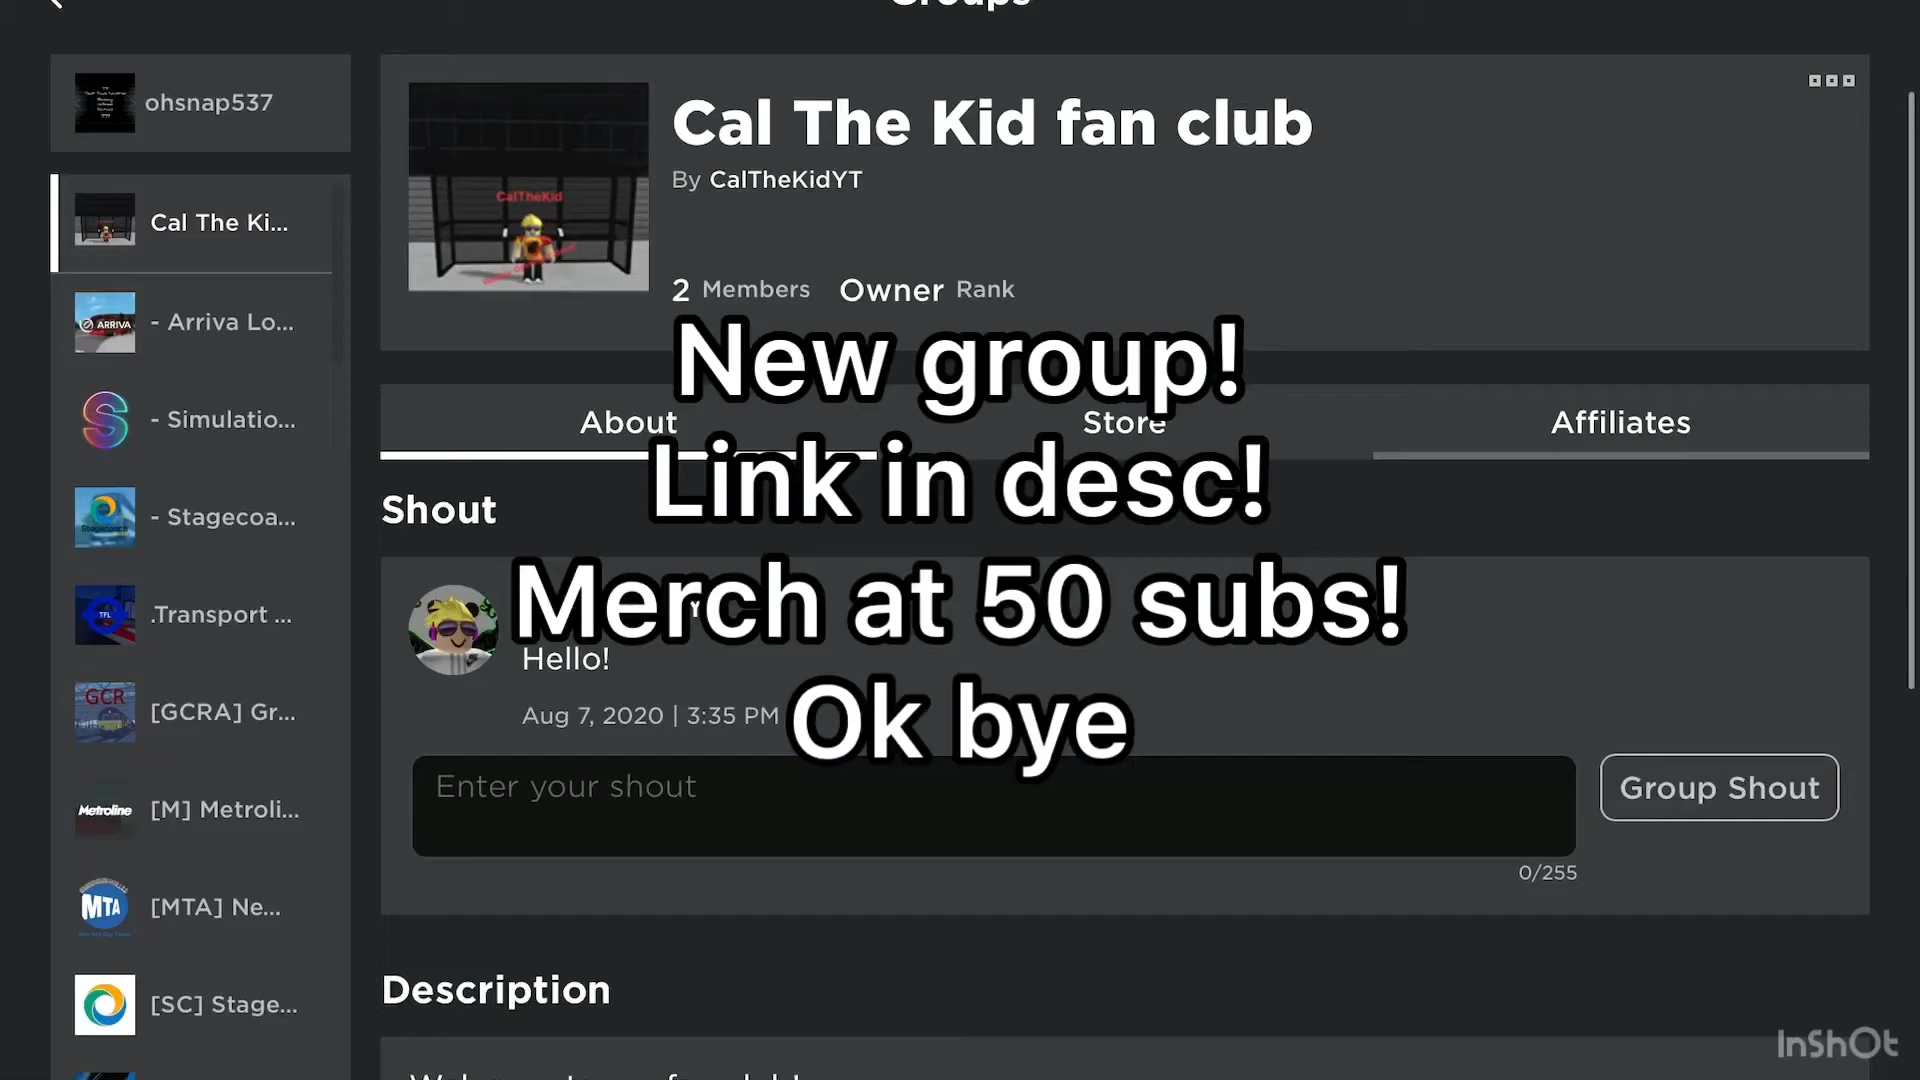 Groups
ohsnap537
Cal The Ki...
- Arriva Lo...
ARRIVA
- Simulatio...
- Stagecoa...
Stagecoach
.Transport ...
TFL
[GCRA] Gr...
GCR
[M] Metroli...
Metroline
[MTA] Ne...
MTA
[SC] Stage...
Cal The Kid fan club
By CalTheKidYT
CalTheKid
2 Members Owner Rank
New group!
About
Store
Affiliates
Link in desc!
Shout
Merch at 50 subs!
Hello!
Aug 7, 2020 | 3:35 PM
Ok bye
Enter your shout
Group Shout
0/255
Description
InShOt